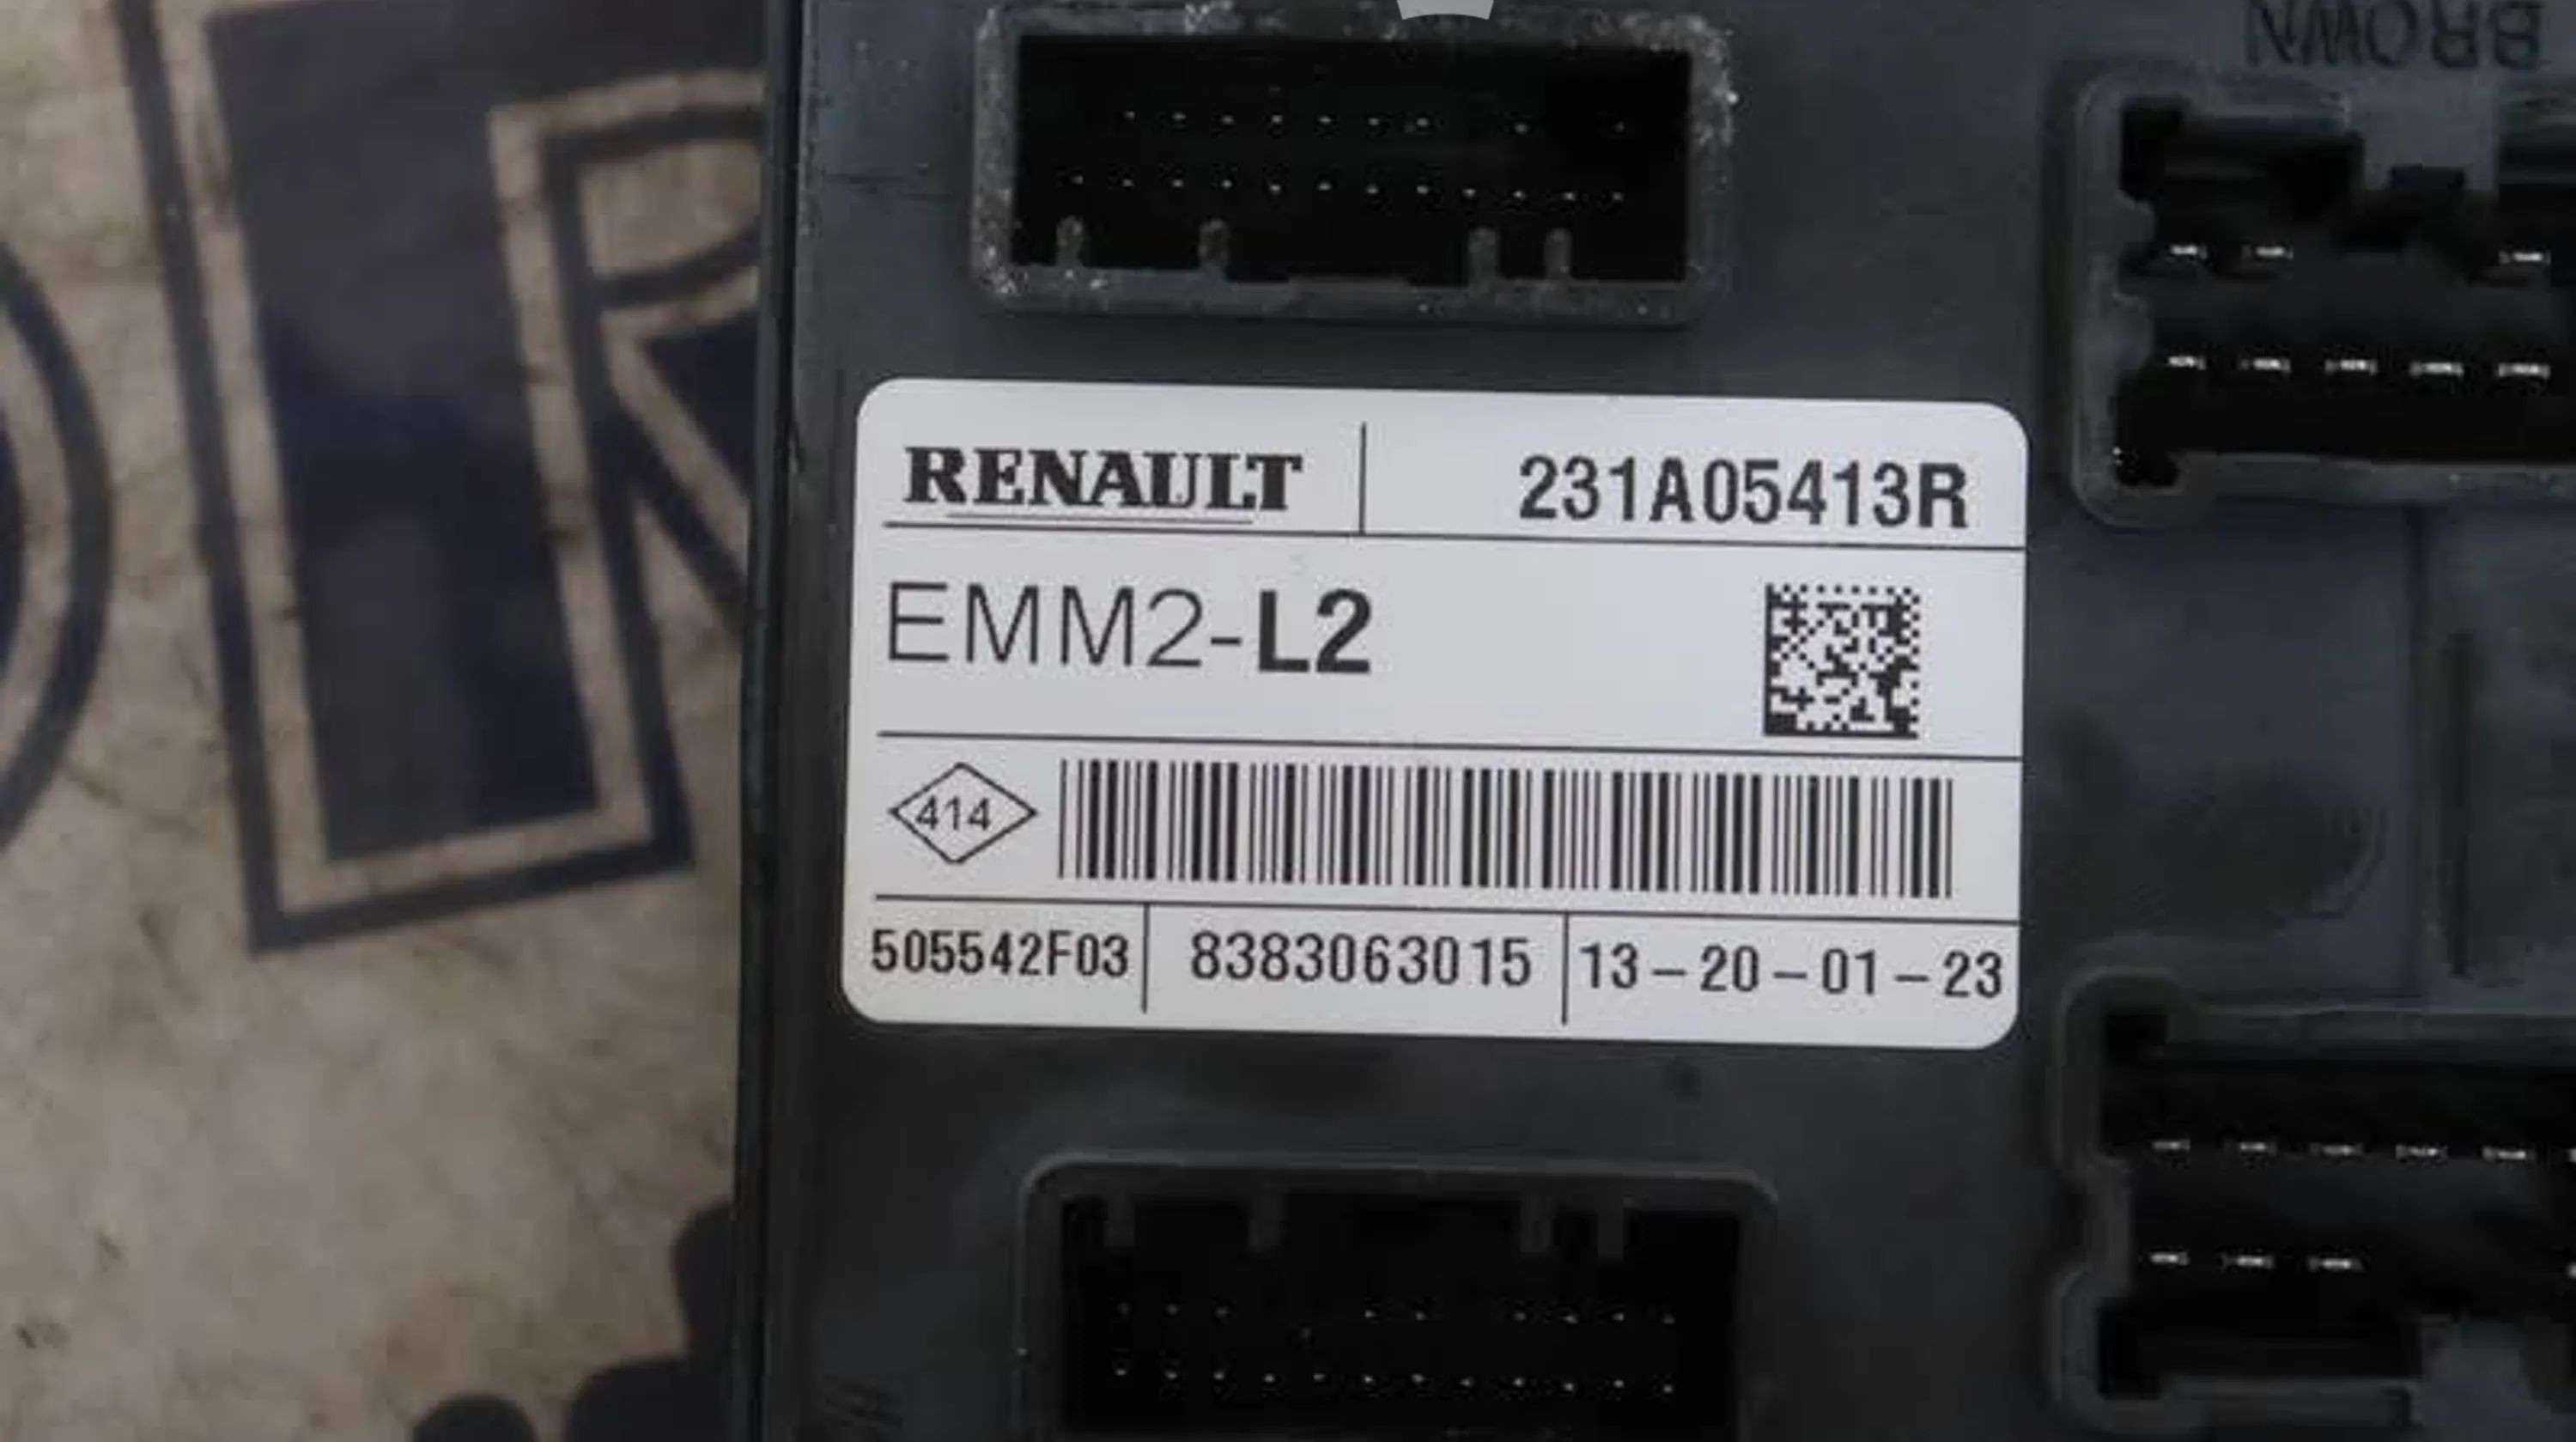 BROWN
RENAULT
231A05413R
EMM2-L2
414
505542F03
8383063015
13-20-01-23